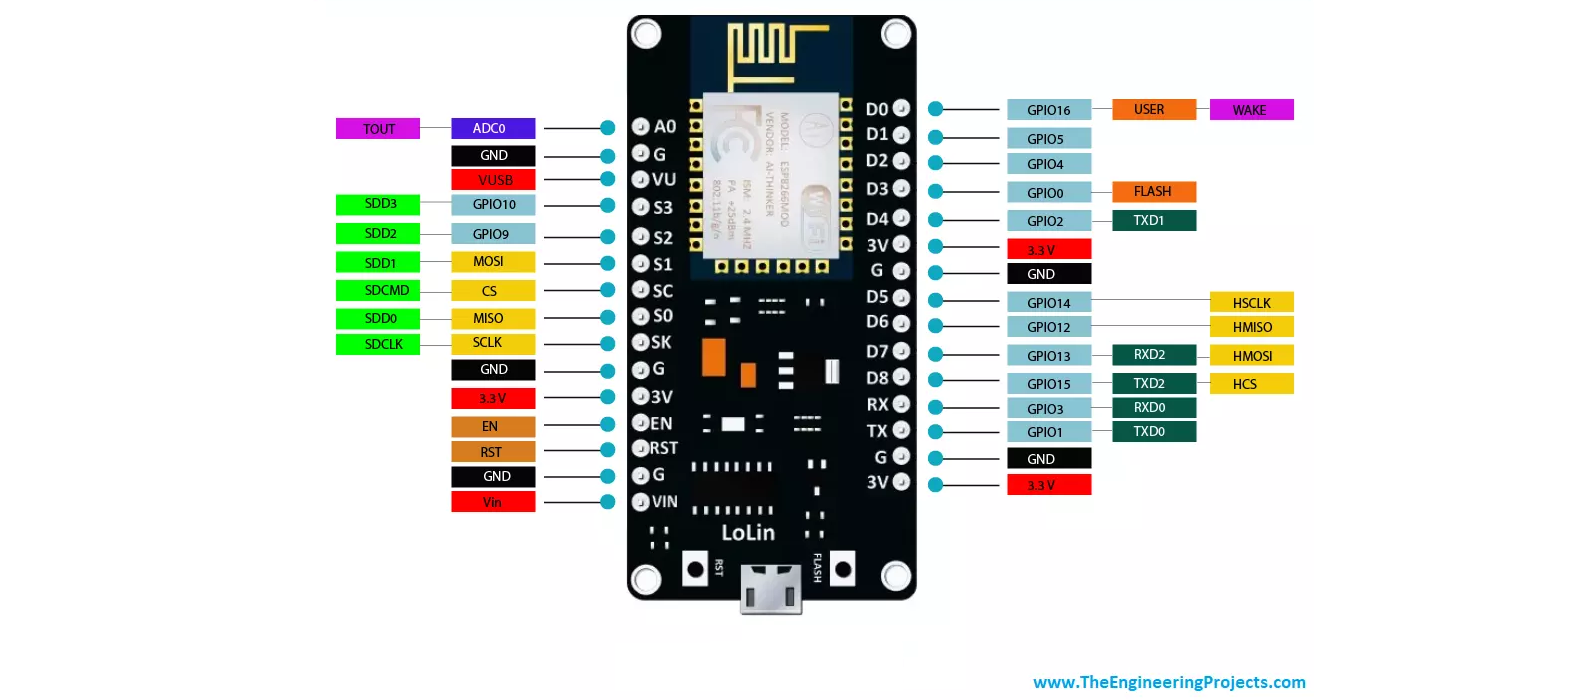 TOUT ADC0
GND
VUSB
SDD3 GPIO10
SDD2 GPIO9
SDD1 MOSI
SDCMD CS
SDD0 MISO
SDCLK SCLK
GND
3.3 V
EN
RST
GND
Vin
A0
G
VU
S3
S2
S1
SC
S0
SK
G
3V
EN
RST
G
VIN
MODEL: ESP8266MOD
VENDOR: AI-THINKER
ISM: 2.4 MHZ
PA +25dBm
802.11b/g/n
AI
FC
WiFi
LoLin
RST
FLASH
D0
D1
D2
D3
D4
3V
G
D5
D6
D7
D8
RX
TX
G
3V
GPIO16 USER WAKE
GPIO5
GPIO4
GPIO0 FLASH
GPIO2 TXD1
3.3 V
GND
GPIO14 HSCLK
GPIO12 HMISO
GPIO13 RXD2 HMOSI
GPIO15 TXD2 HCS
GPIO3 RXD0
GPIO1 TXD0
GND
3.3 V
www.TheEngineeringProjects.com